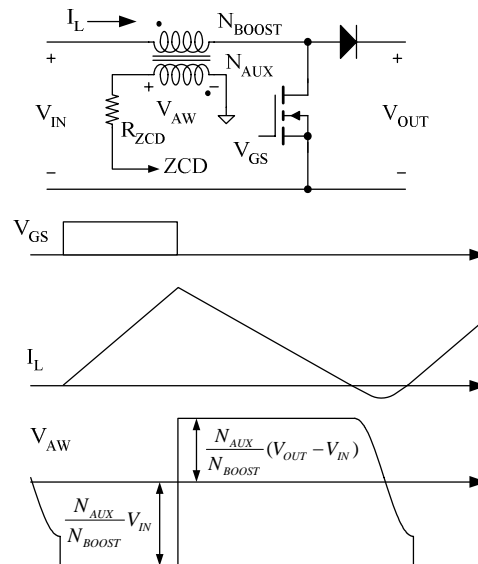 I_L N_BOOST
+ N_AUX +
+ −
V_IN V_AW V_OUT
R_ZCD
V_GS
− ZCD −
V_GS
I_L
V_AW
N_AUX/N_BOOST (V_OUT − V_IN)
N_AUX/N_BOOST V_IN